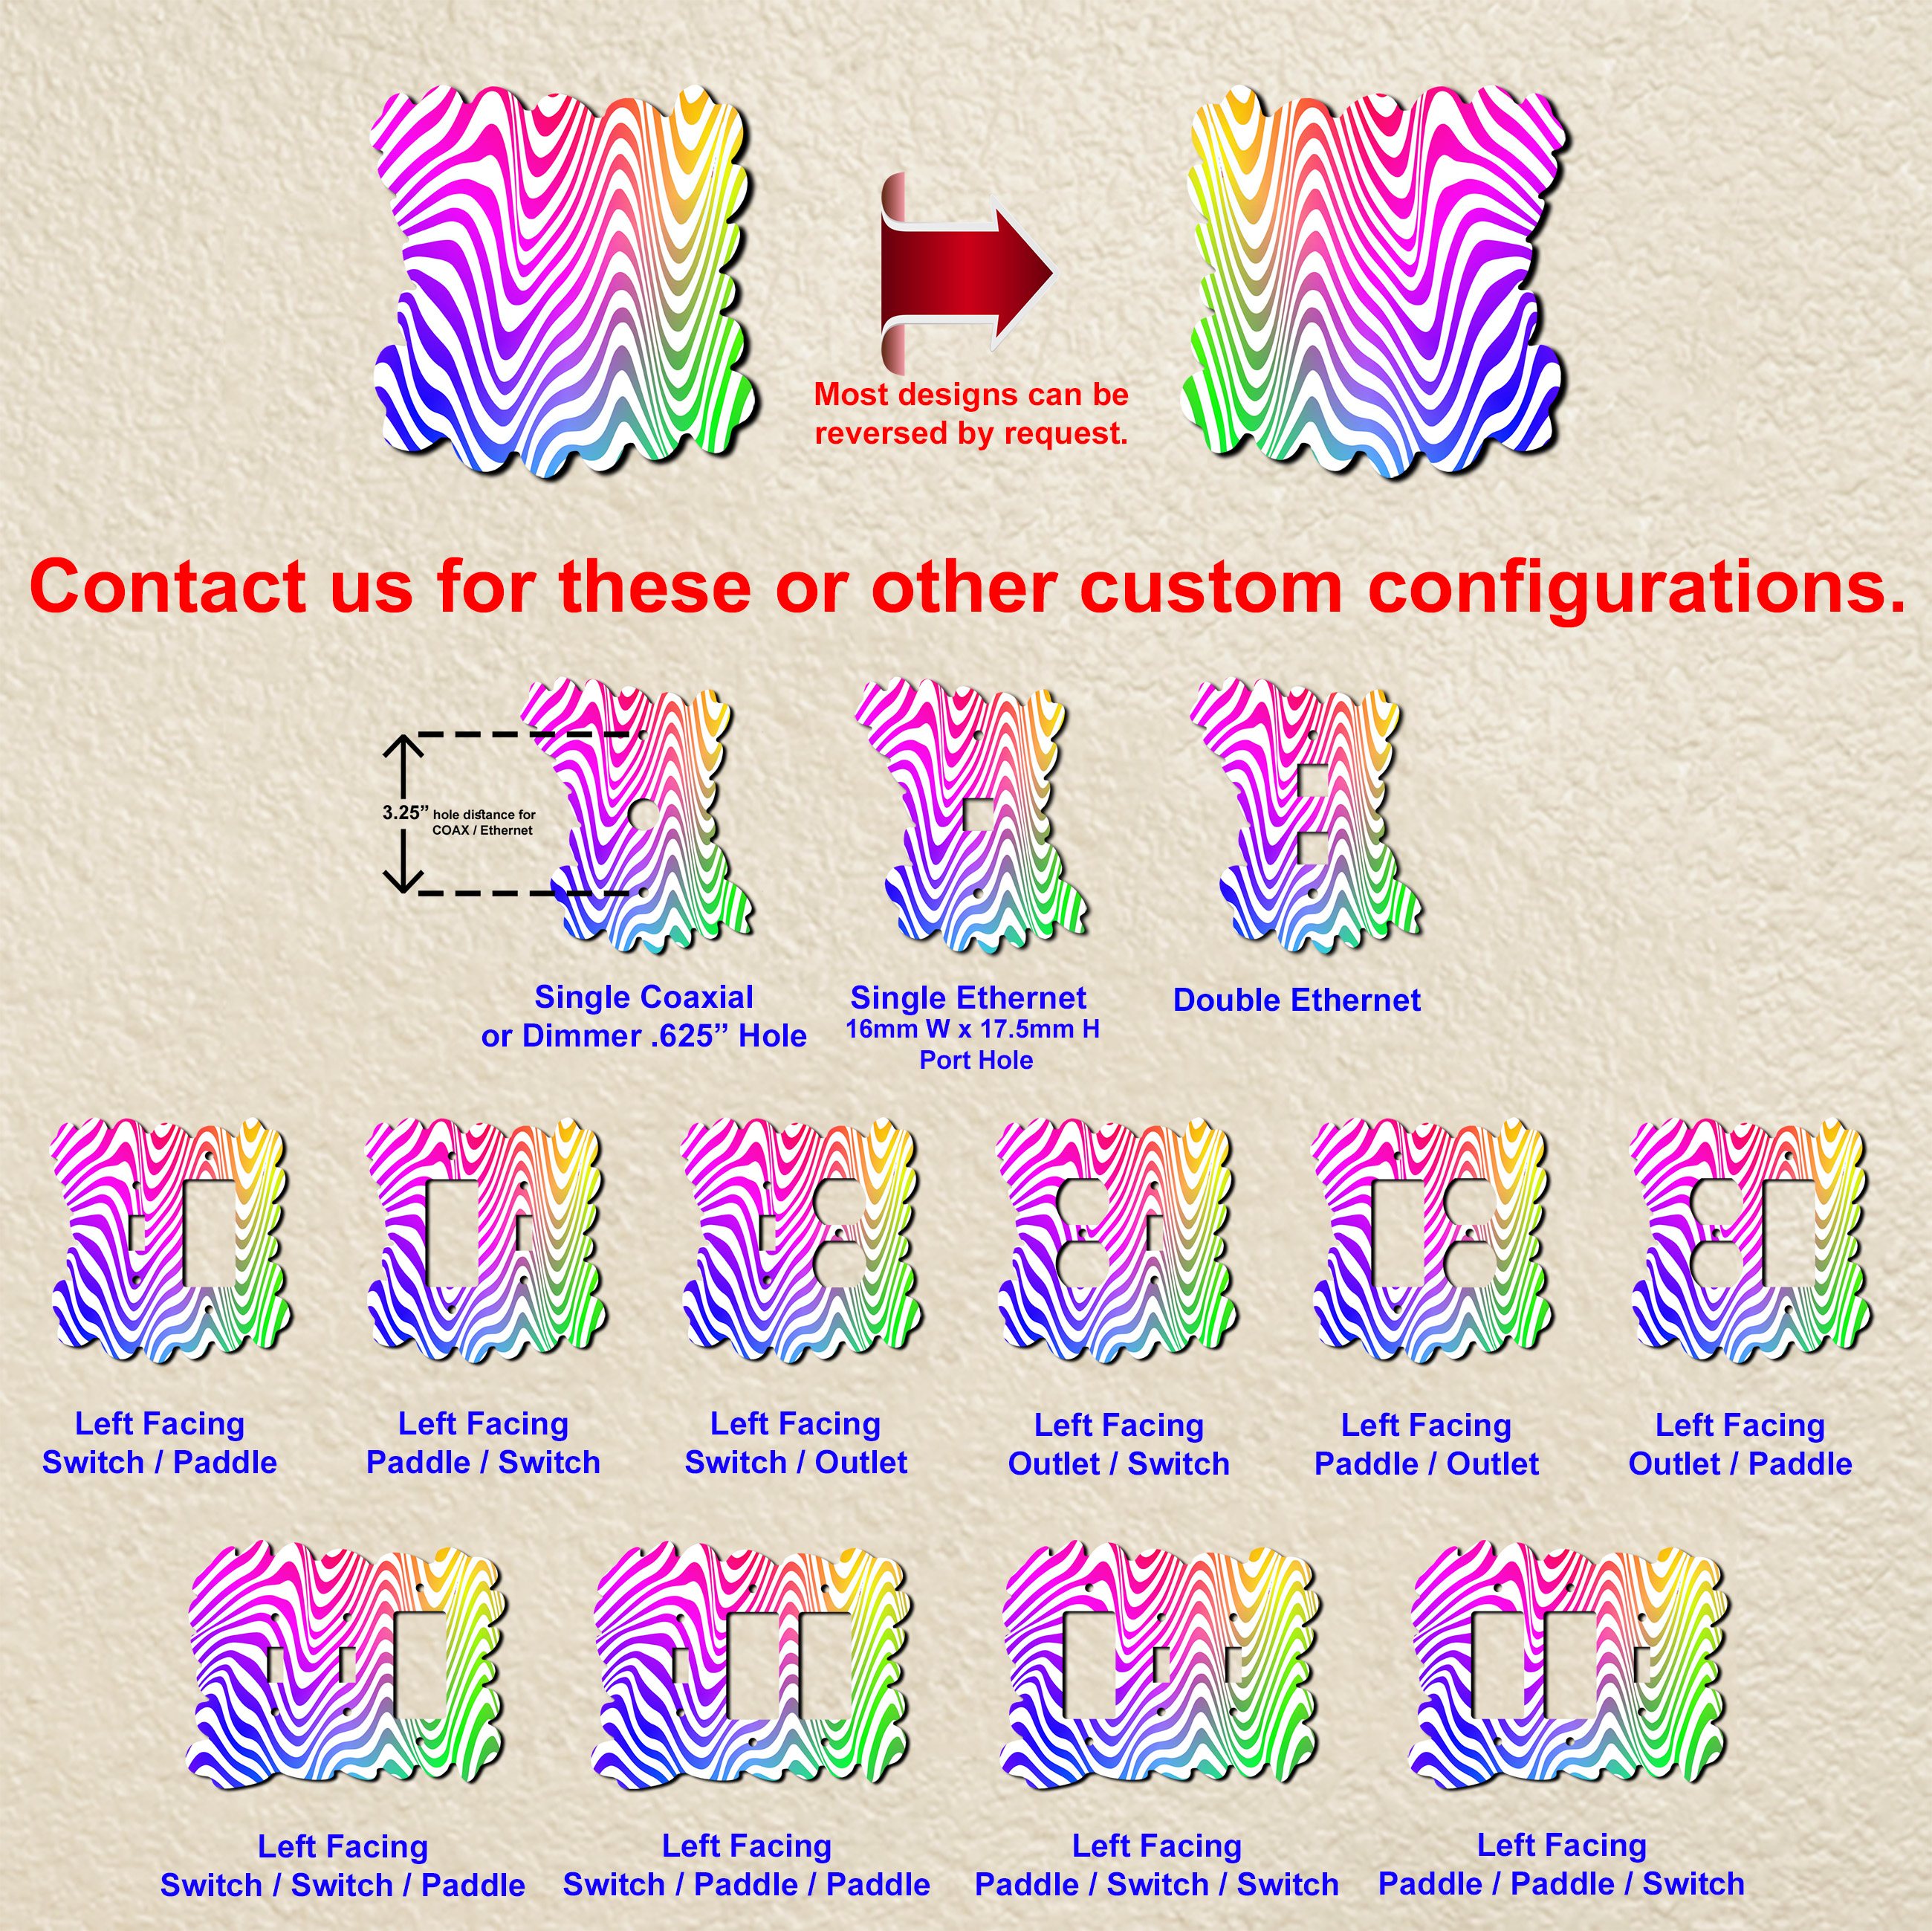 Most designs can be
reversed by request.
Contact us for these or other custom configurations.
3.25” hole distance for
COAX / Ethernet
Single Coaxial
or Dimmer .625” Hole
Single Ethernet
16mm W x 17.5mm H
Port Hole
Double Ethernet
Left Facing
Switch / Paddle
Left Facing
Paddle / Switch
Left Facing
Switch / Outlet
Left Facing
Outlet / Switch
Left Facing
Paddle / Outlet
Left Facing
Outlet / Paddle
Left Facing
Switch / Switch / Paddle
Left Facing
Switch / Paddle / Paddle
Left Facing
Paddle / Switch / Switch
Left Facing
Paddle / Paddle / Switch